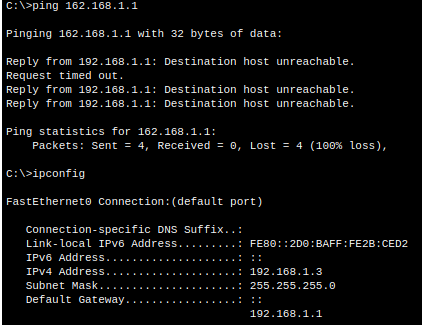 C:\>ping 162.168.1.1
Pinging 162.168.1.1 with 32 bytes of data:
Reply from 192.168.1.1: Destination host unreachable.
Request timed out.
Reply from 192.168.1.1: Destination host unreachable.
Reply from 192.168.1.1: Destination host unreachable.
Ping statistics for 162.168.1.1:
    Packets: Sent = 4, Received = 0, Lost = 4 (100% loss),
C:\>ipconfig
FastEthernet0 Connection:(default port)
   Connection-specific DNS Suffix..:
   Link-local IPv6 Address.........: FE80::2D0:BAFF:FE2B:CED2
   IPv6 Address....................: ::
   IPv4 Address....................: 192.168.1.3
   Subnet Mask.....................: 255.255.255.0
   Default Gateway.................: ::
                                     192.168.1.1